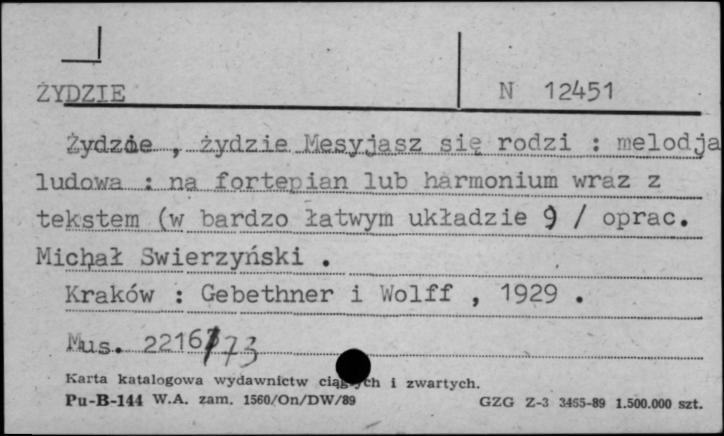 ŻYDZIE
N 12451
Żydzie , żydzie Mesyjasz się rodzi : melodja
ludowa : na fortepian lub harmonium wraz z
tekstem (w bardzo łatwym układzie ) / oprac.
Michał Swierzyński .
Kraków : Gebethner i Wolff , 1929 .
Mus. 2216/73
Karta katalogowa wydawnictw ciągłych i zwartych.
Pu-B-144 W.A. zam. 1560/On/DW/89
GZG Z-3 3465-89 1.500.000 szt.